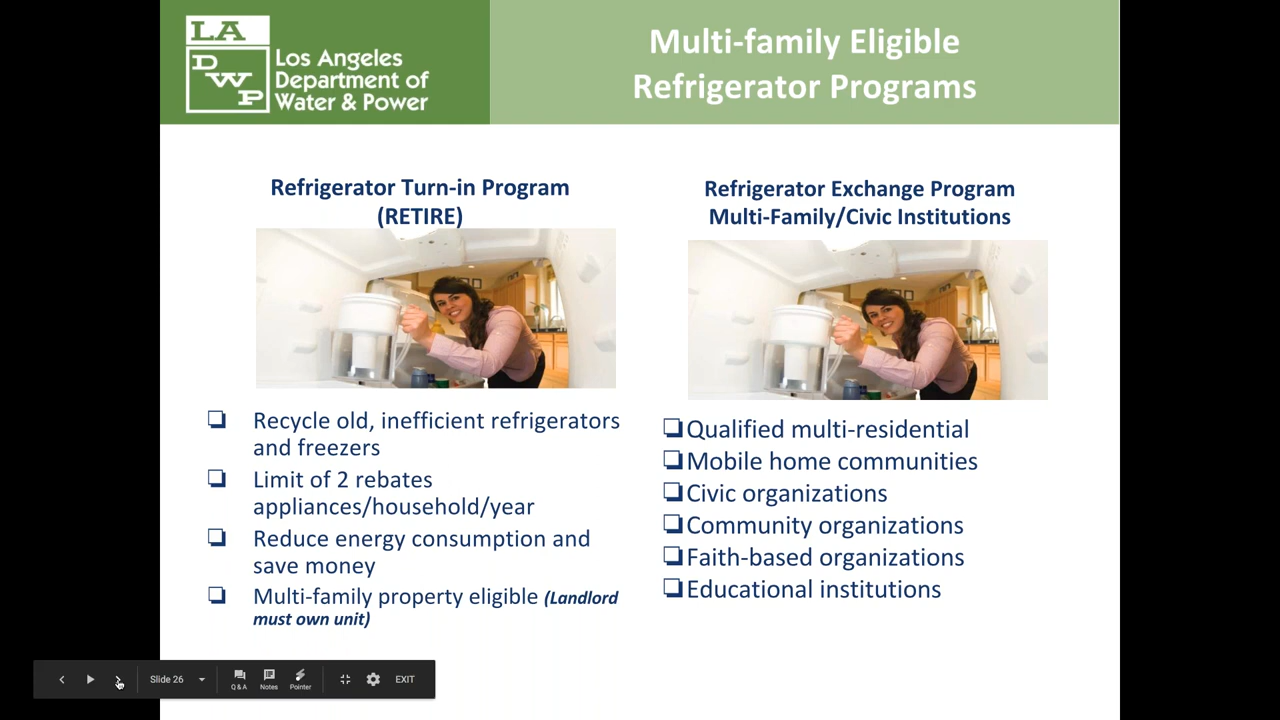 LA
DWP
Los Angeles
Department of
Water & Power
Multi-family Eligible
Refrigerator Programs
Refrigerator Turn-in Program
(RETIRE)
Recycle old, inefficient refrigerators
and freezers
Limit of 2 rebates
appliances/household/year
Reduce energy consumption and
save money
Multi-family property eligible (Landlord
must own unit)
Refrigerator Exchange Program
Multi-Family/Civic Institutions
Qualified multi-residential
Mobile home communities
Civic organizations
Community organizations
Faith-based organizations
Educational institutions
Slide 26
Q & A
Notes
Pointer
EXIT